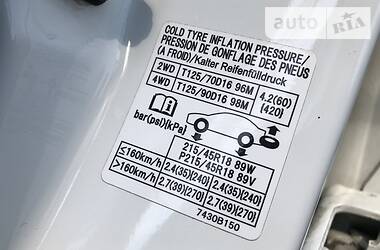 auto RIA
COLD TYRE INFLATION PRESSURE/
PRESSION DE GONFLAGE DES PNEUS
(A FROID)/Kalter Reifenfülldruck
2WD T125/70D16 96M 4.2(60)
4WD T125/90D16 98M (420)
bar(psi)(kPa)
215/45R18 89W
P215/45R18 89V
≤160km/h 2.4(35)(240) 2.4(35)(240)
>160km/h 2.7(39)(270) 2.7(39)(270)
7430B150